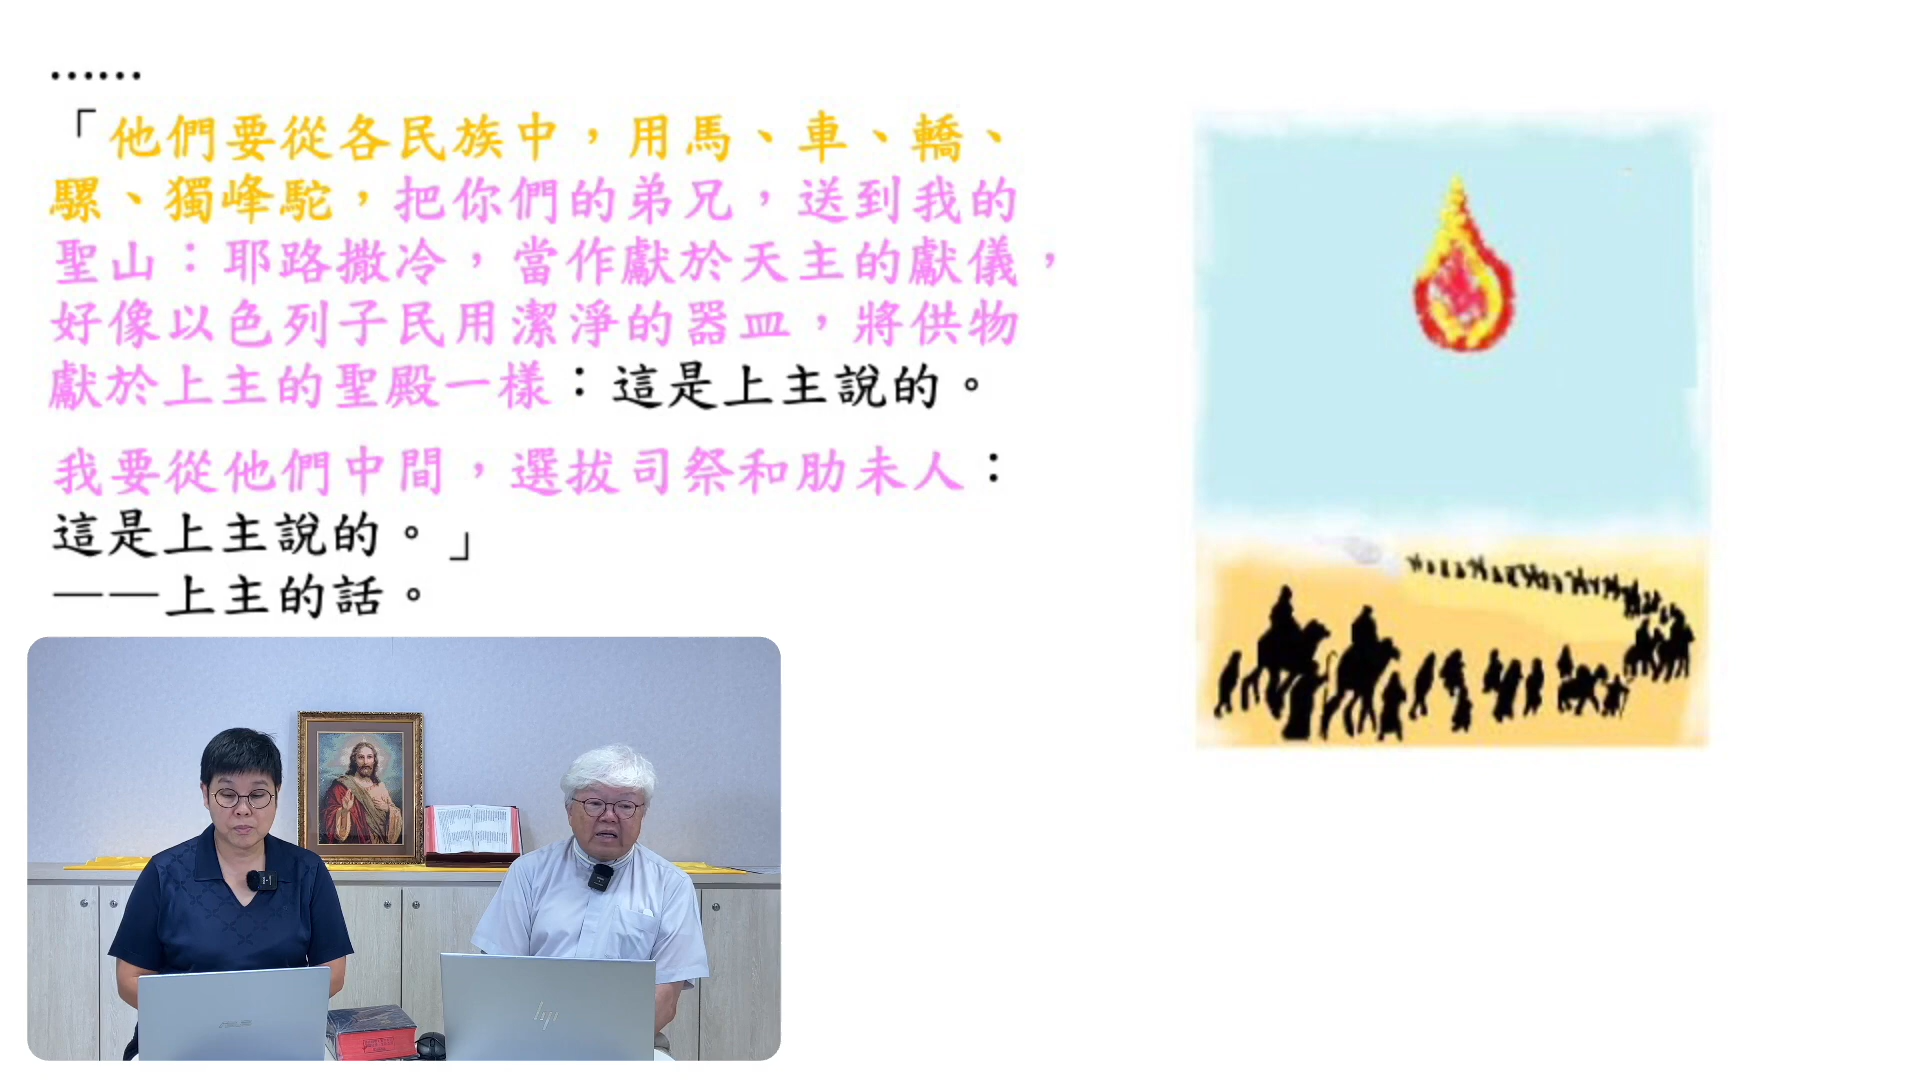 ……
「他們要從各民族中，用馬、車、轎、
騾、獨峰駝，把你們的弟兄，送到我的
聖山：耶路撒冷，當作獻於天主的獻儀，
好像以色列子民用潔淨的器皿，將供物
獻於上主的聖殿一樣：這是上主說的。
我要從他們中間，選拔司祭和肋未人：
這是上主說的。」
——上主的話。
ASUS
hp